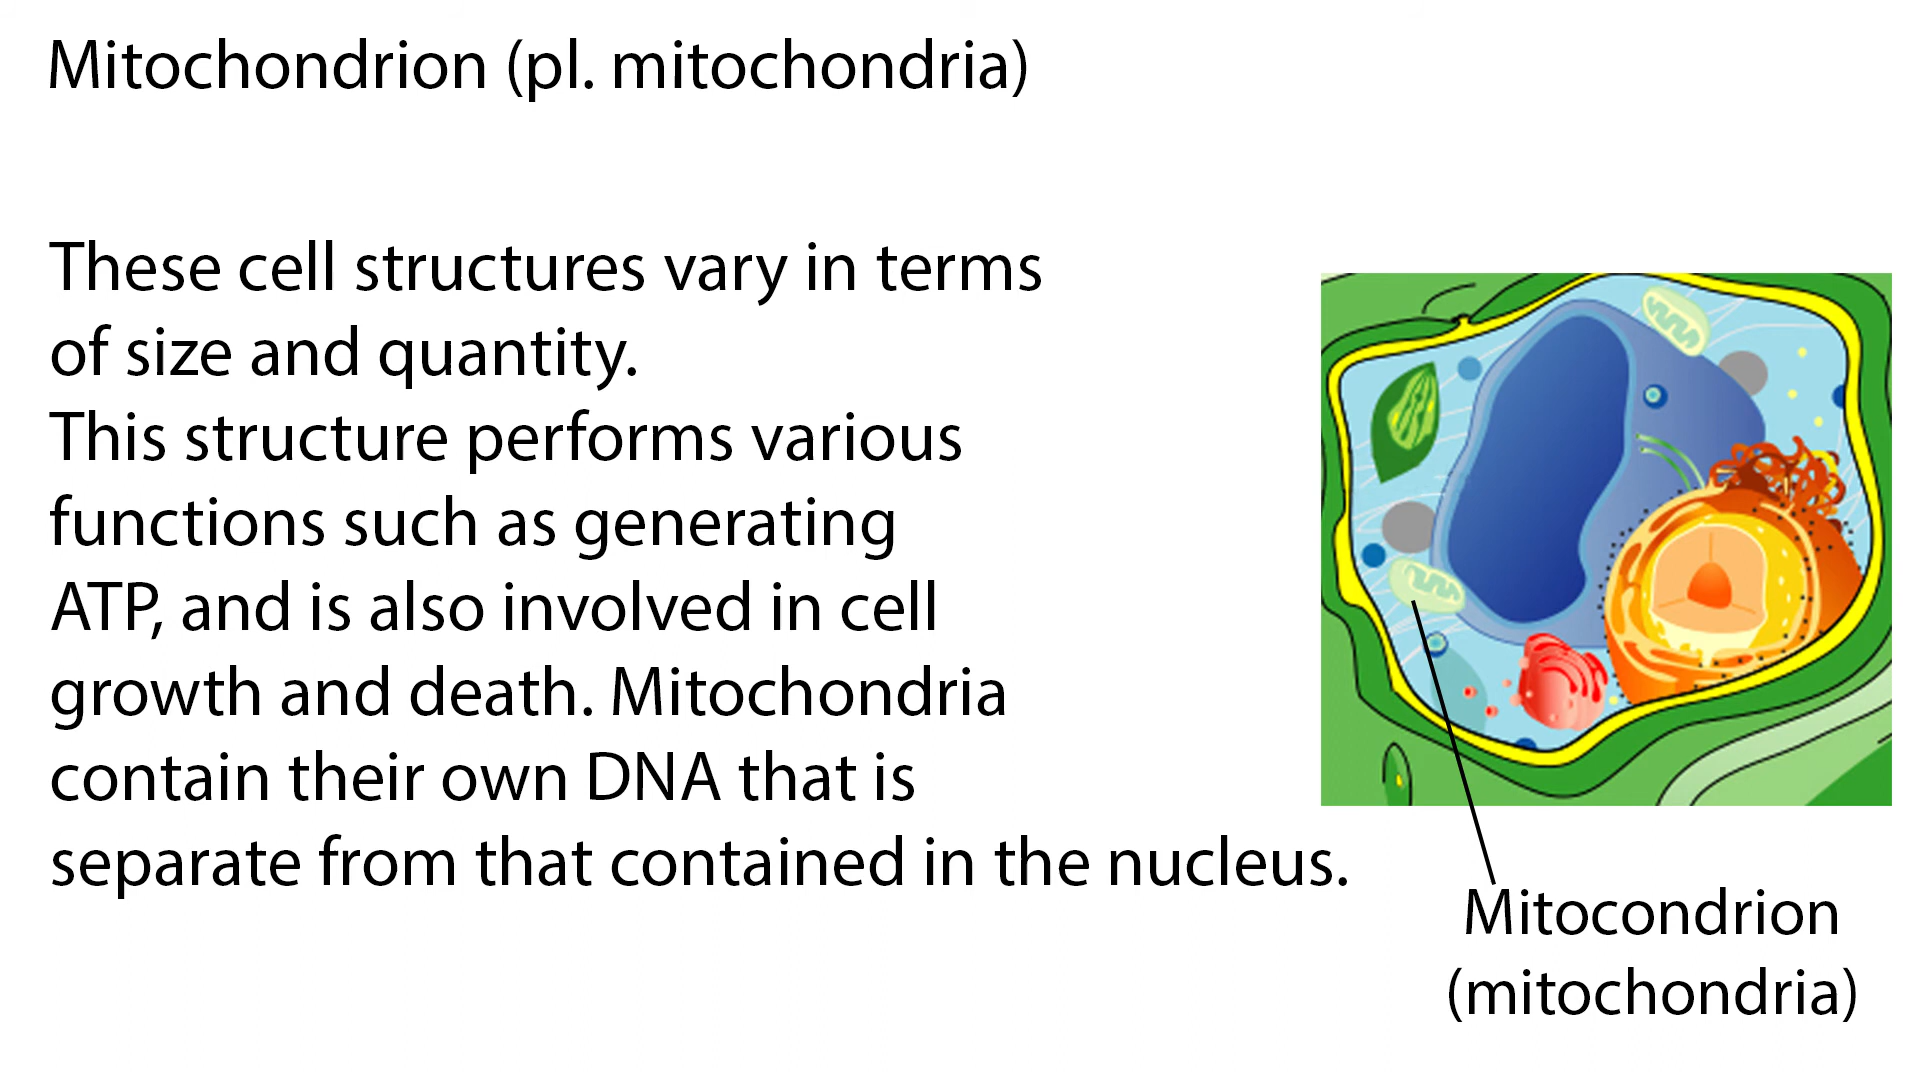 Mitochondrion (pl. mitochondria)
These cell structures vary in terms
of size and quantity.
This structure performs various
functions such as generating
ATP, and is also involved in cell
growth and death. Mitochondria
contain their own DNA that is
separate from that contained in the nucleus.
Mitocondrion
(mitochondria)